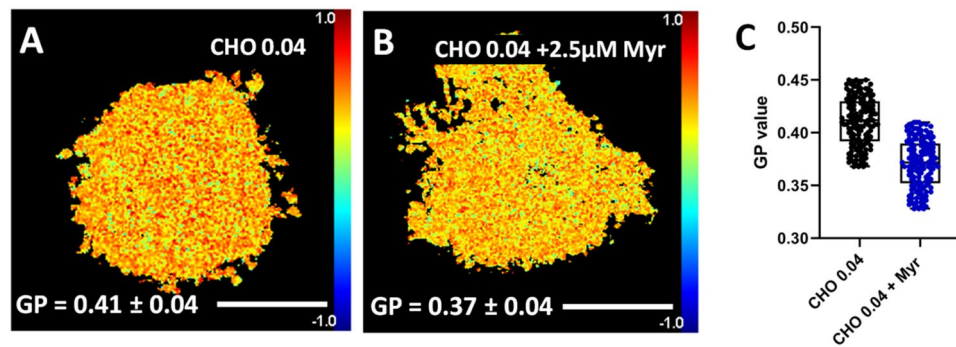 A
CHO 0.04
1.0
GP = 0.41 ± 0.04
-1.0
B
CHO 0.04 +2.5µM Myr
1.0
GP = 0.37 ± 0.04
-1.0
C
GP value
0.50
0.45
0.40
0.35
0.30
CHO 0.04
CHO 0.04 + Myr